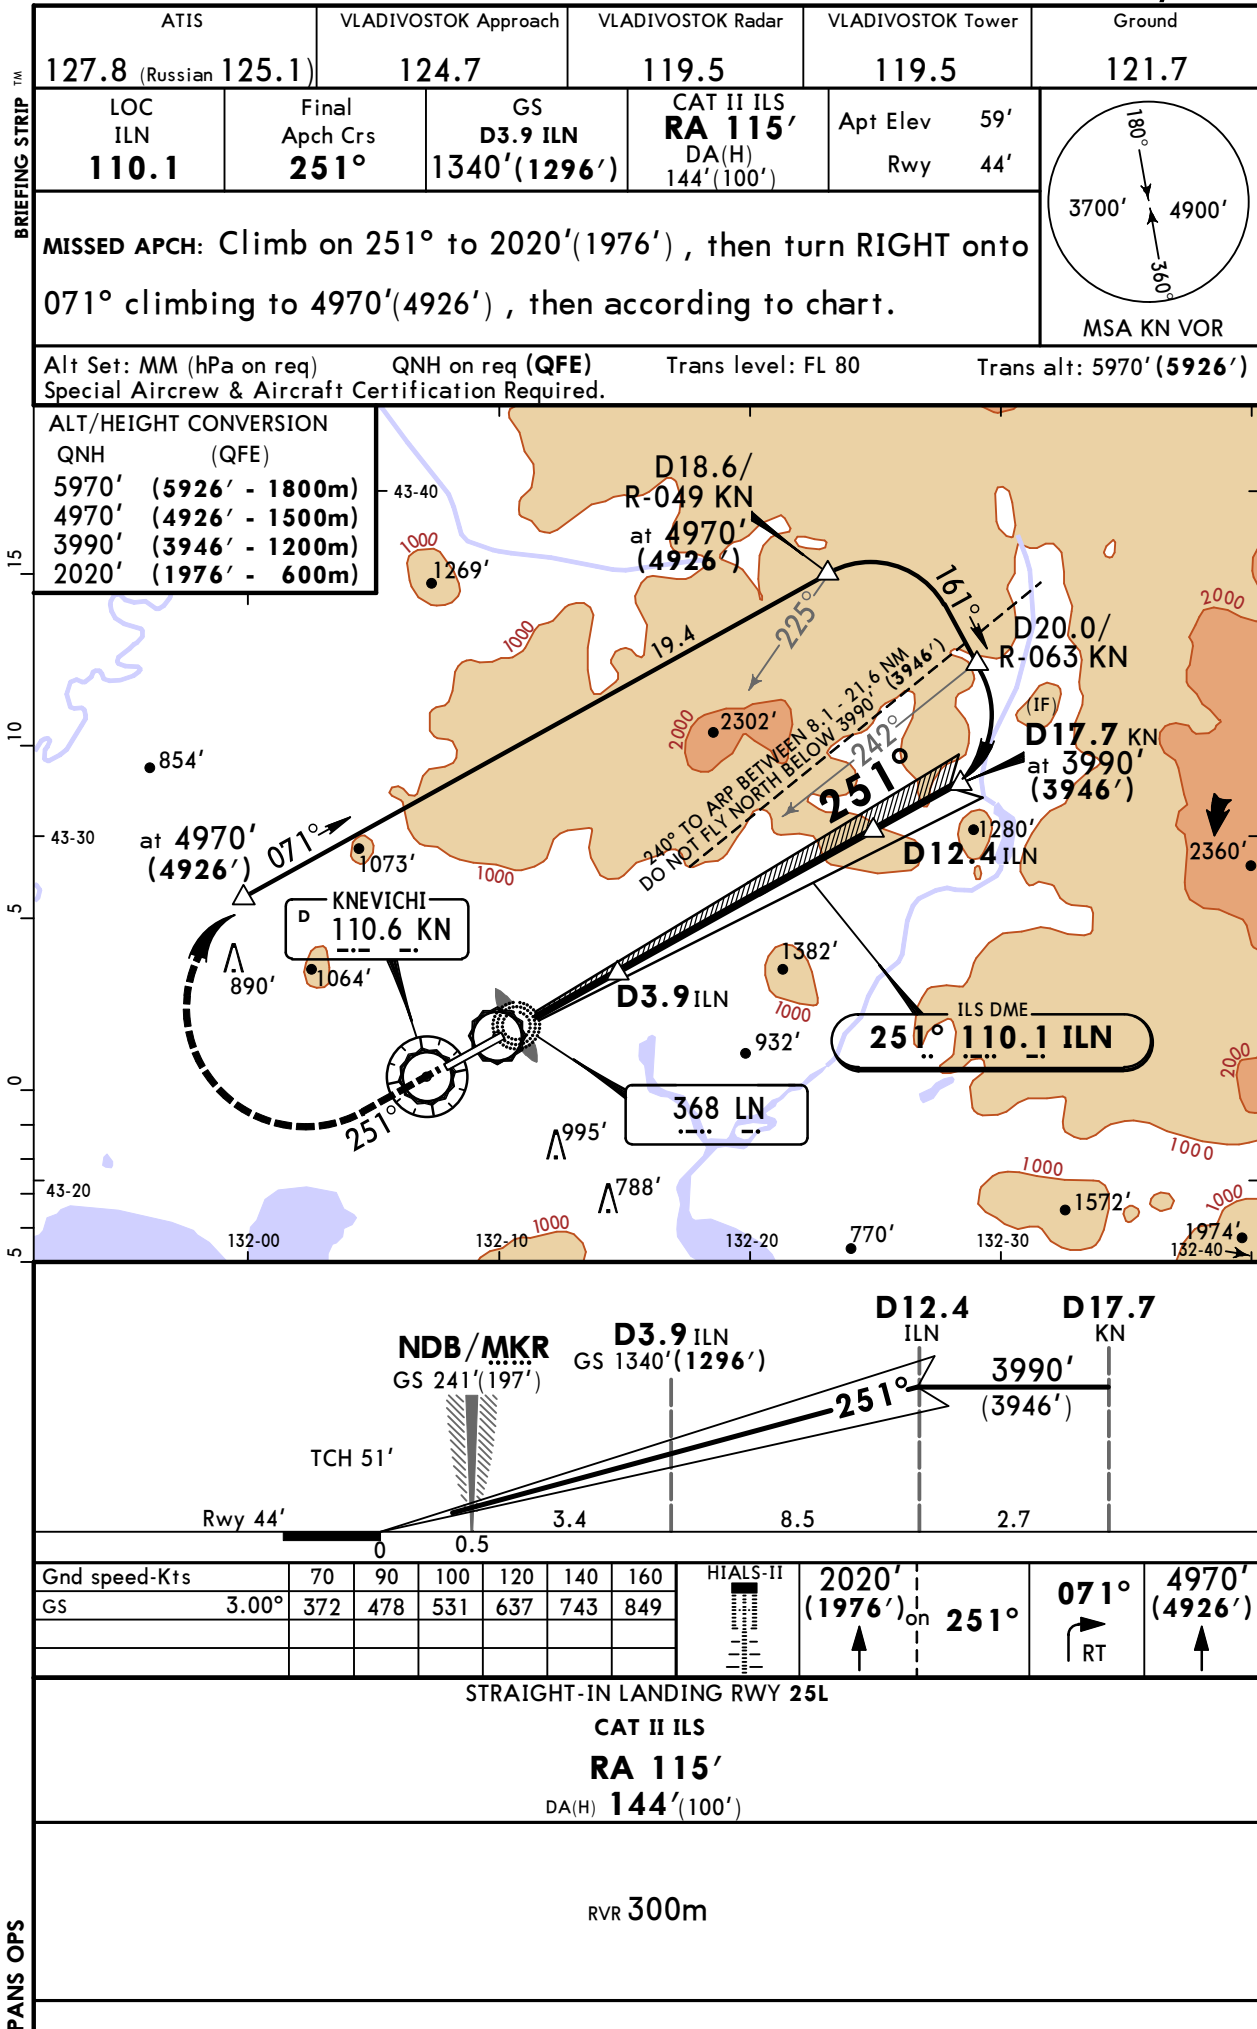 BRIEFING STRIP TM
ATIS
127.8 (Russian 125.1)
VLADIVOSTOK Approach
124.7
VLADIVOSTOK Radar
119.5
VLADIVOSTOK Tower
119.5
Ground
121.7
LOC
ILN
110.1
Final
Apch Crs
251°
GS
D3.9 ILN
1340'(1296')
CAT II ILS
RA 115'
DA(H)
144'(100')
Apt Elev 59'
Rwy 44'
MISSED APCH: Climb on 251° to 2020'(1976') , then turn RIGHT onto
071° climbing to 4970'(4926') , then according to chart.
180°
3700' 4900'
360°
MSA KN VOR
Alt Set: MM (hPa on req) QNH on req (QFE) Trans level: FL 80 Trans alt: 5970'(5926')
Special Aircrew & Aircraft Certification Required.
ALT/HEIGHT CONVERSION
QNH (QFE)
5970' (5926' - 1800m)
4970' (4926' - 1500m)
3990' (3946' - 1200m)
2020' (1976' - 600m)
43-40
D18.6/
R-049 KN
at 4970'
(4926')
1000
1269'
15
225°
161°
2000
1000
19.4
D20.0/
R-063 KN
240° TO ARP BETWEEN 8.1 - 21.6 NM
DO NOT FLY NORTH BELOW 3990' (3946')
2000
2302'
242°
(IF)
D17.7 KN
at 3990'
(3946')
10
854'
251°
43-30
at 4970'
(4926')
071°
1073'
1000
1280'
D12.4 ILN
2360'
5
KNEVICHI
D 110.6 KN
890'
1064'
1382'
1000
D3.9 ILN
ILS DME
251° 110.1 ILN
932'
2000
0
368 LN
251°
995'
1000
788'
1000
1572'
1000
43-20
1974'
1000
770'
5
132-00
132-10
132-20
132-30
132-40
D12.4
ILN
D17.7
KN
NDB/MKR
GS 241'(197')
D3.9 ILN
GS 1340'(1296')
251°
3990'
(3946')
TCH 51'
Rwy 44'
3.4
8.5
2.7
0
0.5
Gnd speed-Kts 70 90 100 120 140 160
GS 3.00° 372 478 531 637 743 849
HIALS-II
2020'
(1976') on 251°
071°
RT
4970'
(4926')
STRAIGHT-IN LANDING RWY 25L
CAT II ILS
RA 115'
DA(H) 144'(100')
RVR 300m
PANS OPS